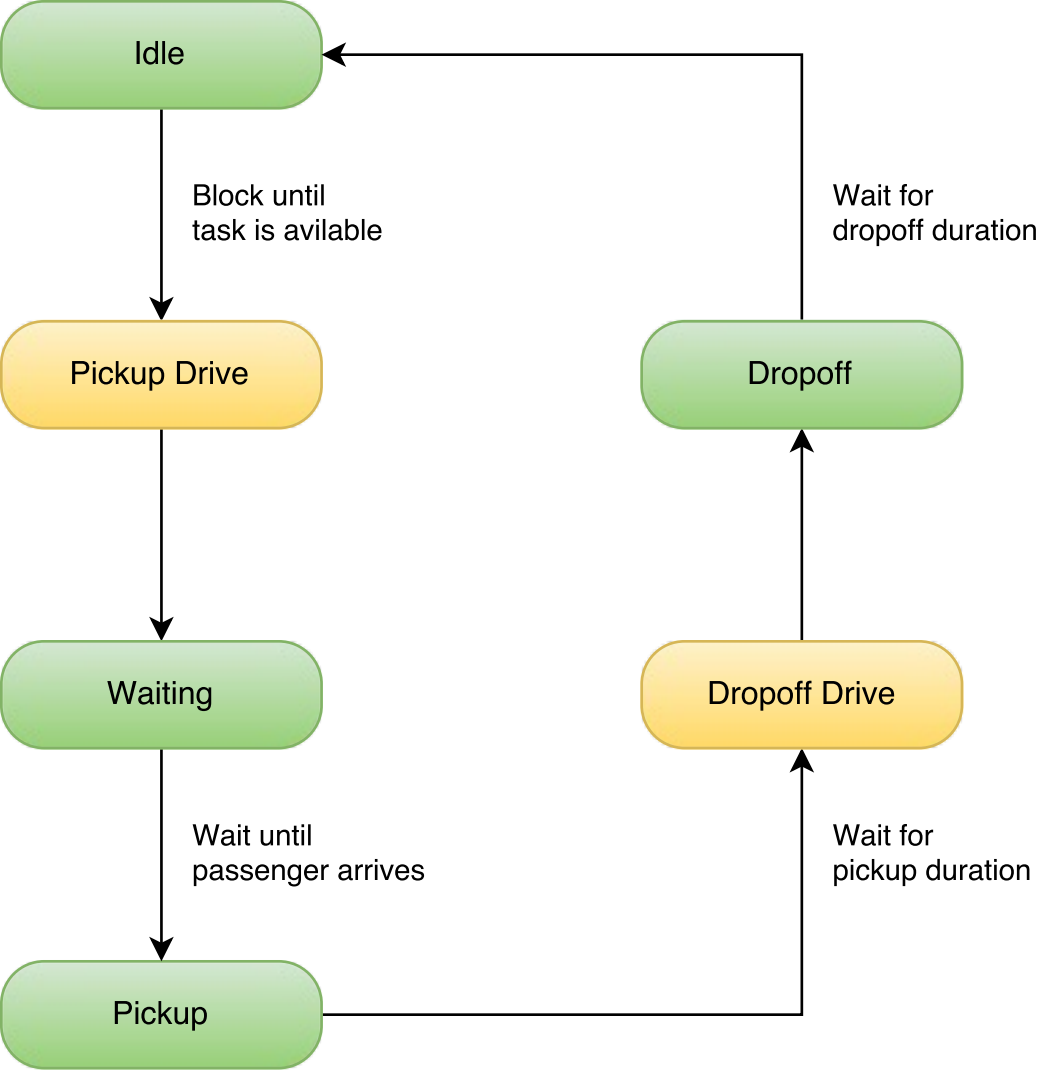 Idle
Block until
task is avilable
Pickup Drive
Waiting
Wait until
passenger arrives
Pickup
Wait for
pickup duration
Dropoff Drive
Dropoff
Wait for
dropoff duration